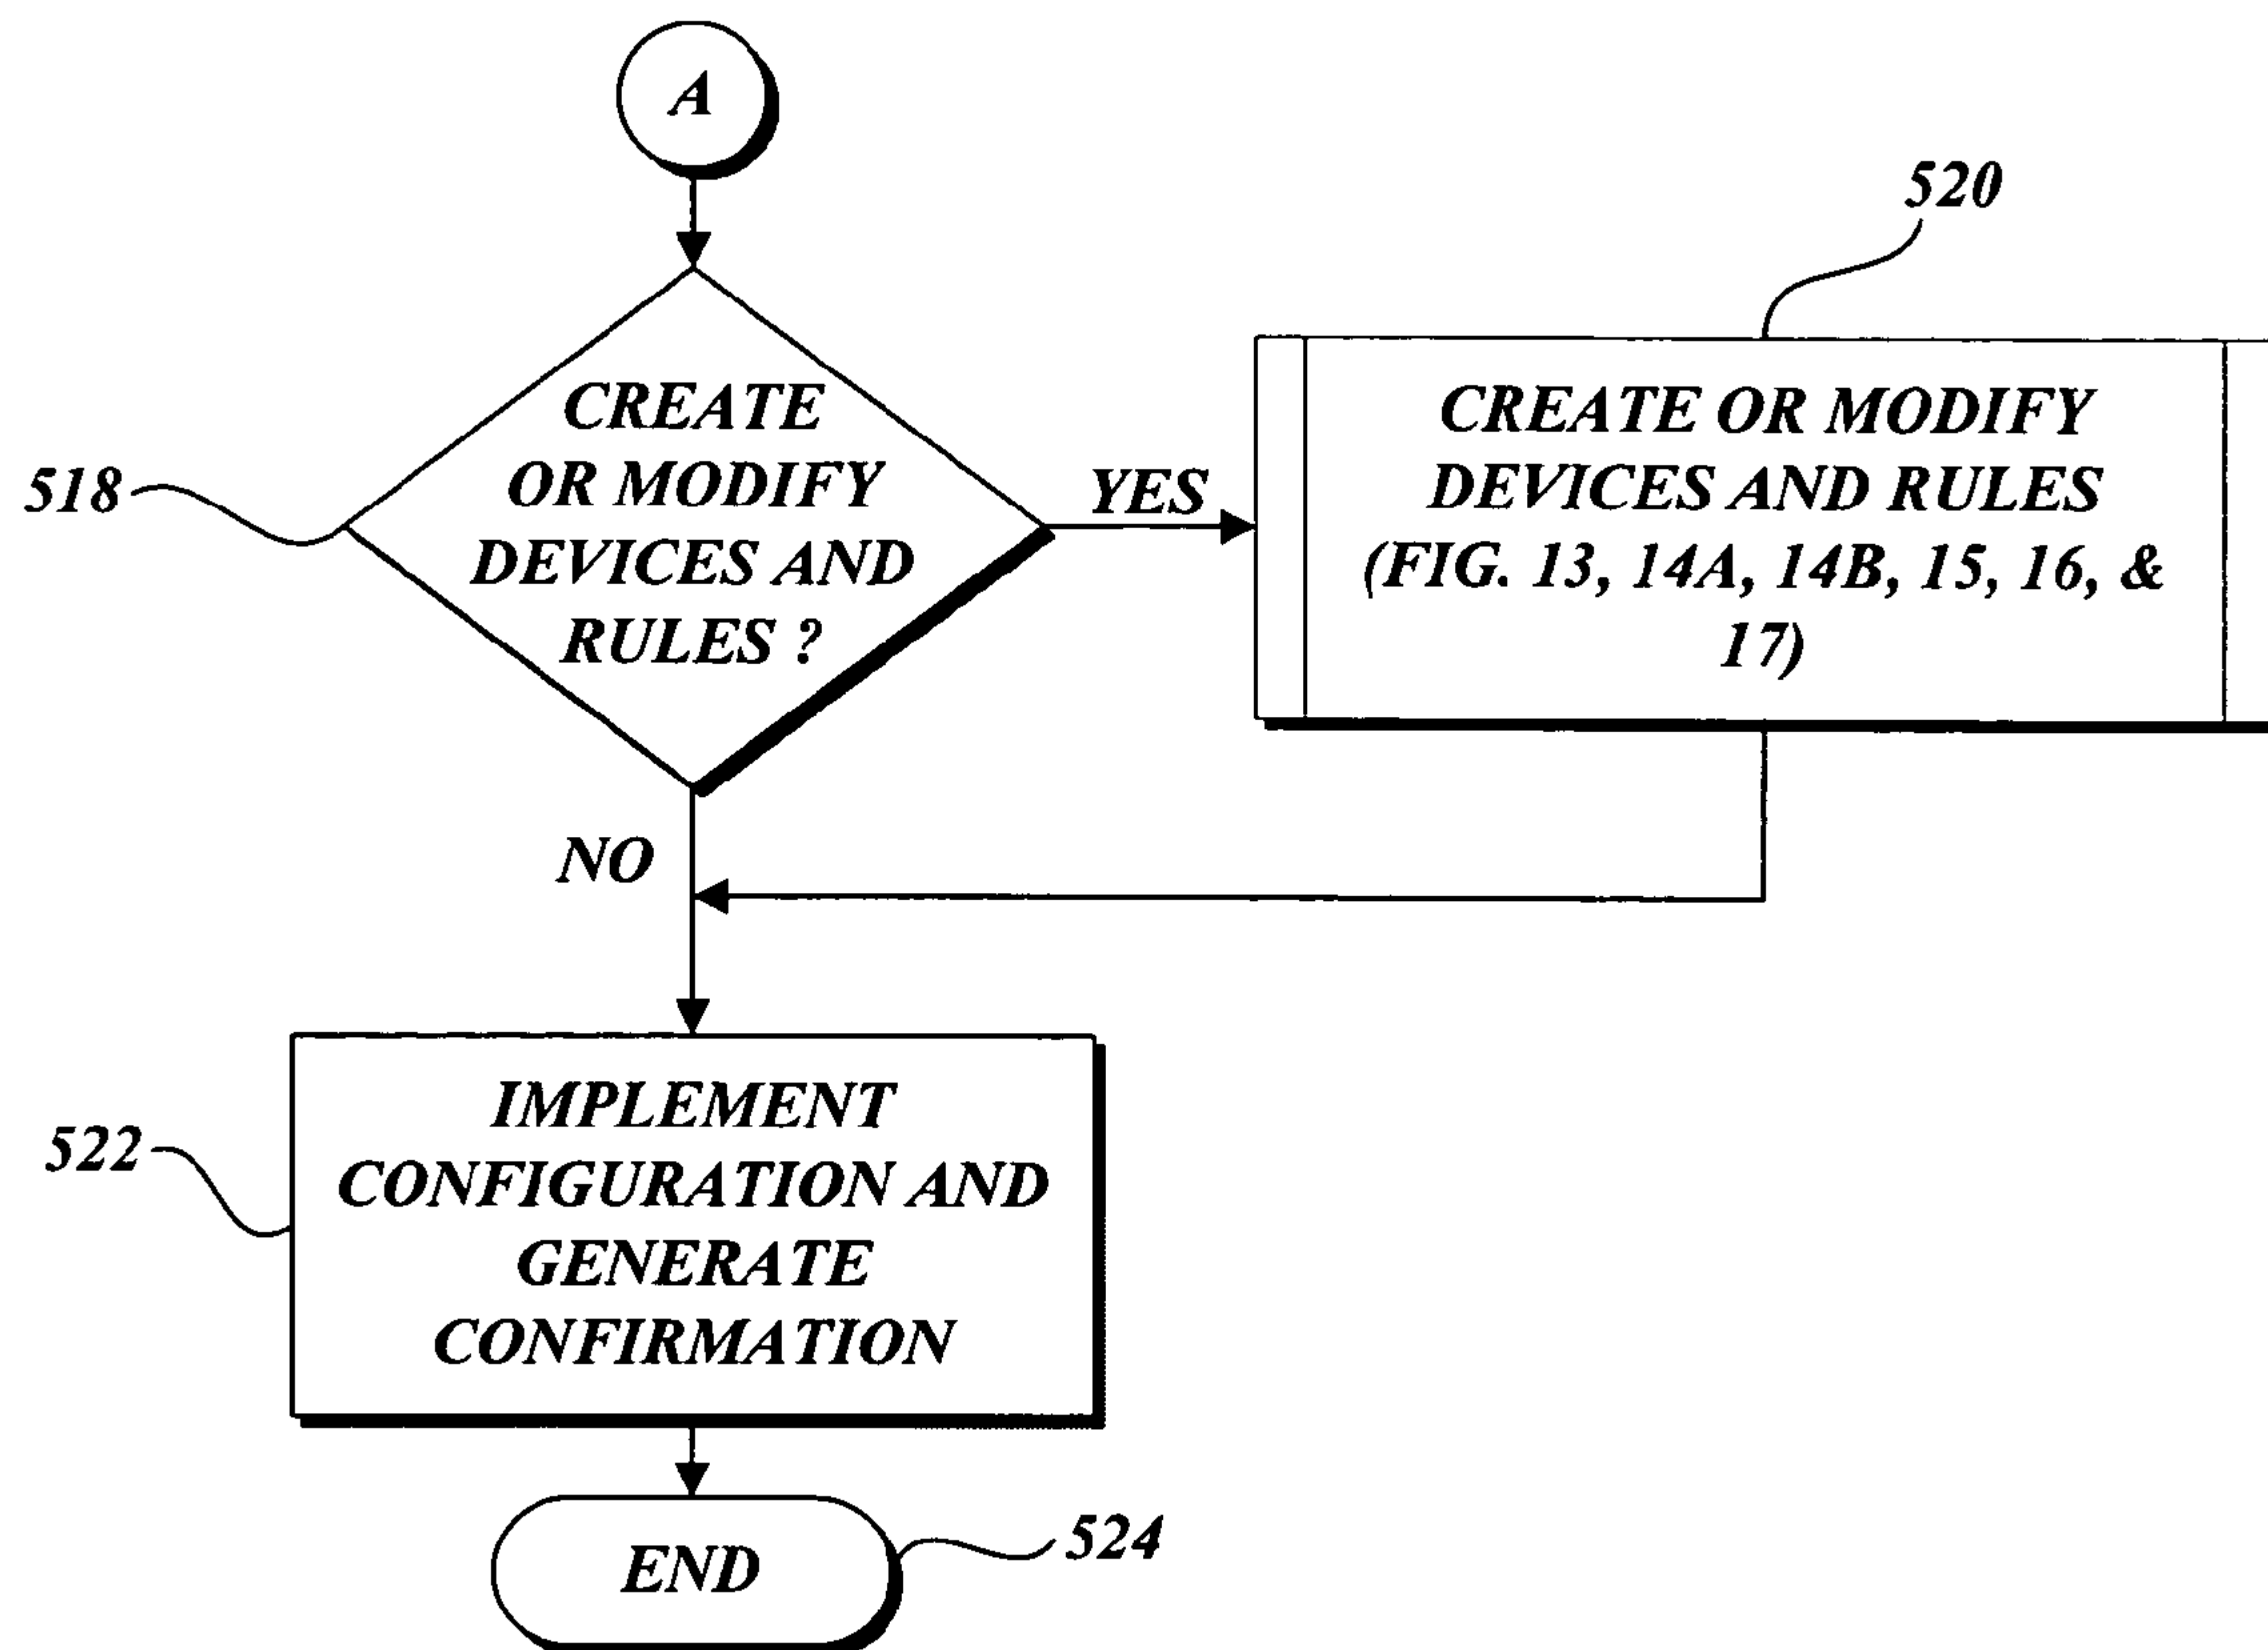 A
520
CREATE
OR MODIFY
DEVICES AND
RULES ?
518
YES
CREATE OR MODIFY
DEVICES AND RULES
(FIG. 13, 14A, 14B, 15, 16, &
17)
NO
IMPLEMENT
CONFIGURATION AND
GENERATE
CONFIRMATION
522
END
524